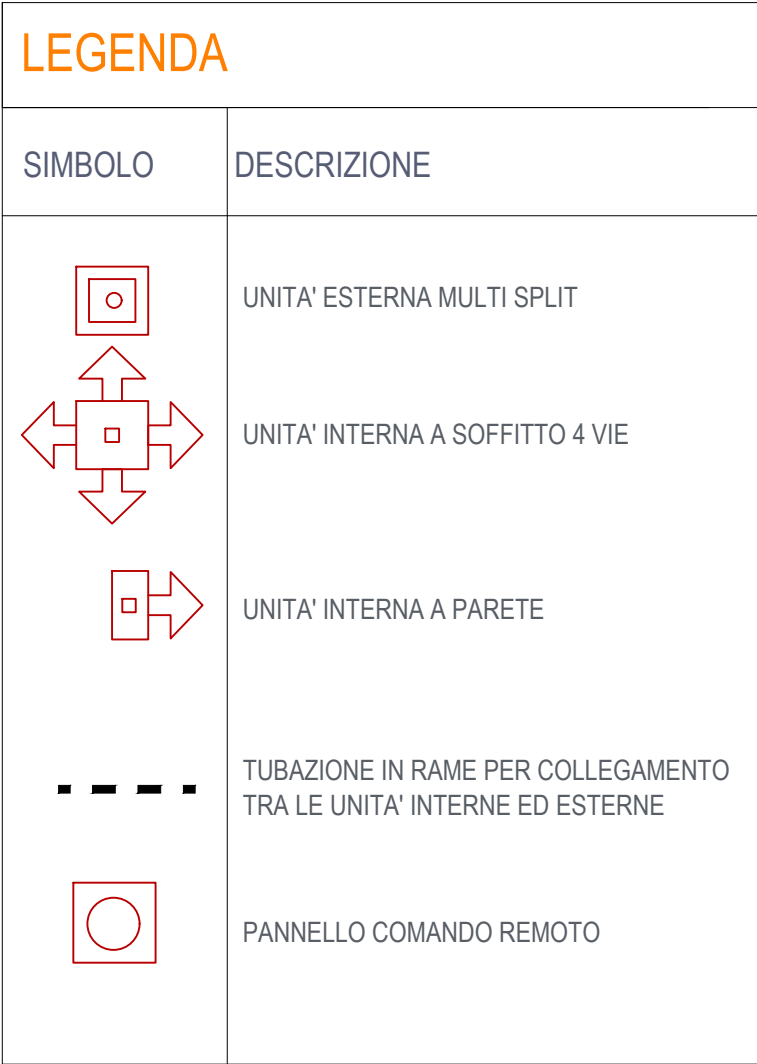 LEGENDA
SIMBOLO DESCRIZIONE
UNITA' ESTERNA MULTI SPLIT
UNITA' INTERNA A SOFFITTO 4 VIE
UNITA' INTERNA A PARETE
TUBAZIONE IN RAME PER COLLEGAMENTO
TRA LE UNITA' INTERNE ED ESTERNE
PANNELLO COMANDO REMOTO